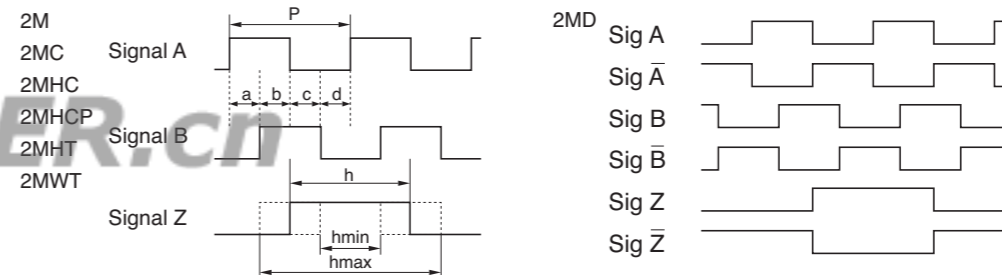 2M
2MC
2MHC
2MHCP
2MHT
2MWT
Signal A
P
a b c d
Signal B
h
Signal Z
hmin
hmax
ER.cn
2MD
Sig A
Sig A̅
Sig B
Sig B̅
Sig Z
Sig Z̅